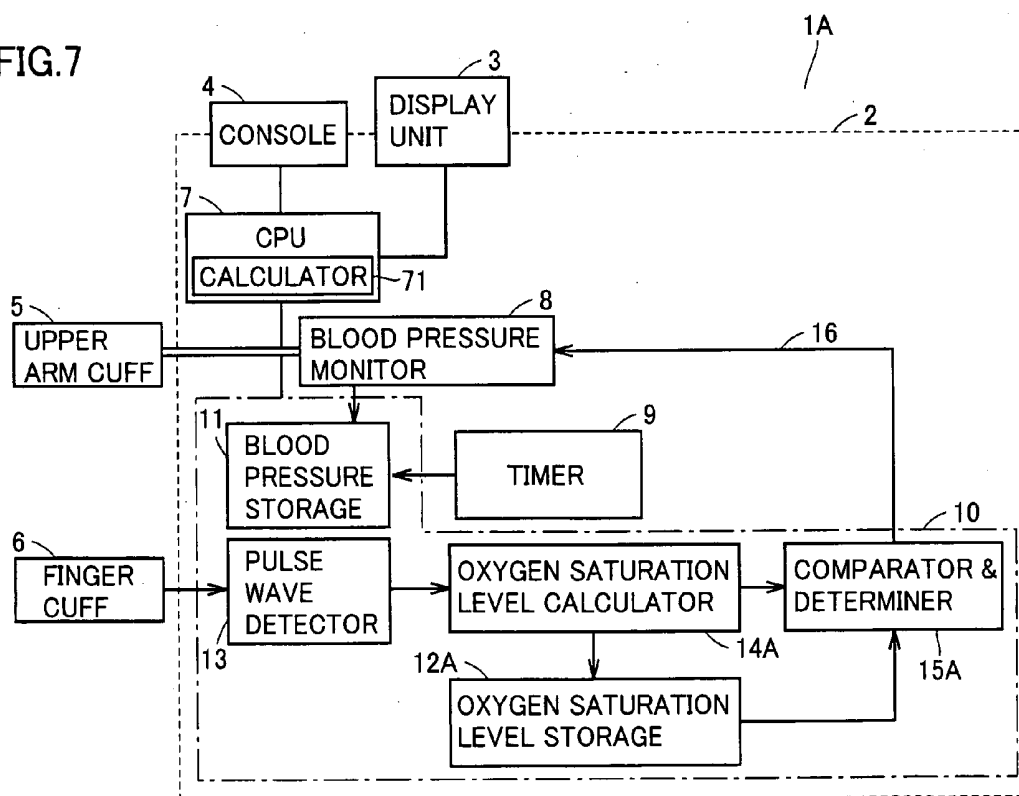 FIG.7
1A
3
4
DISPLAY
UNIT
2
CONSOLE
7
CPU
CALCULATOR
71
5
8
UPPER
ARM CUFF
BLOOD PRESSURE
MONITOR
16
11
9
BLOOD
PRESSURE
STORAGE
TIMER
10
6
FINGER
CUFF
PULSE
WAVE
DETECTOR
OXYGEN SATURATION
LEVEL CALCULATOR
COMPARATOR &
DETERMINER
13
14A
15A
12A
OXYGEN SATURATION
LEVEL STORAGE